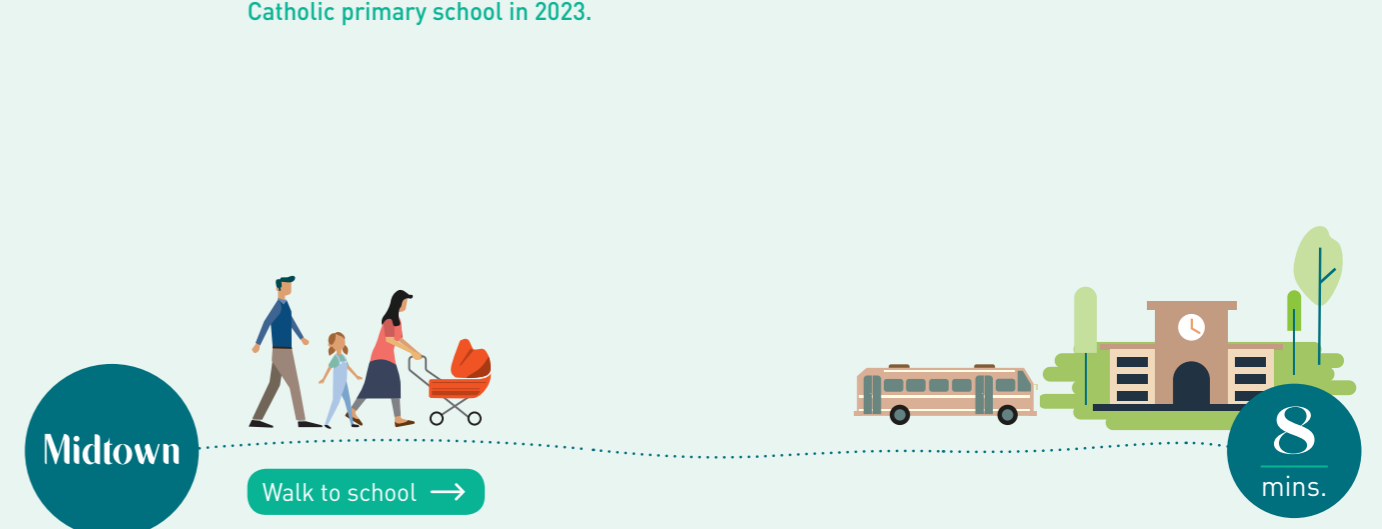 Catholic primary school in 2023.
Midtown
Walk to school →
8
mins.